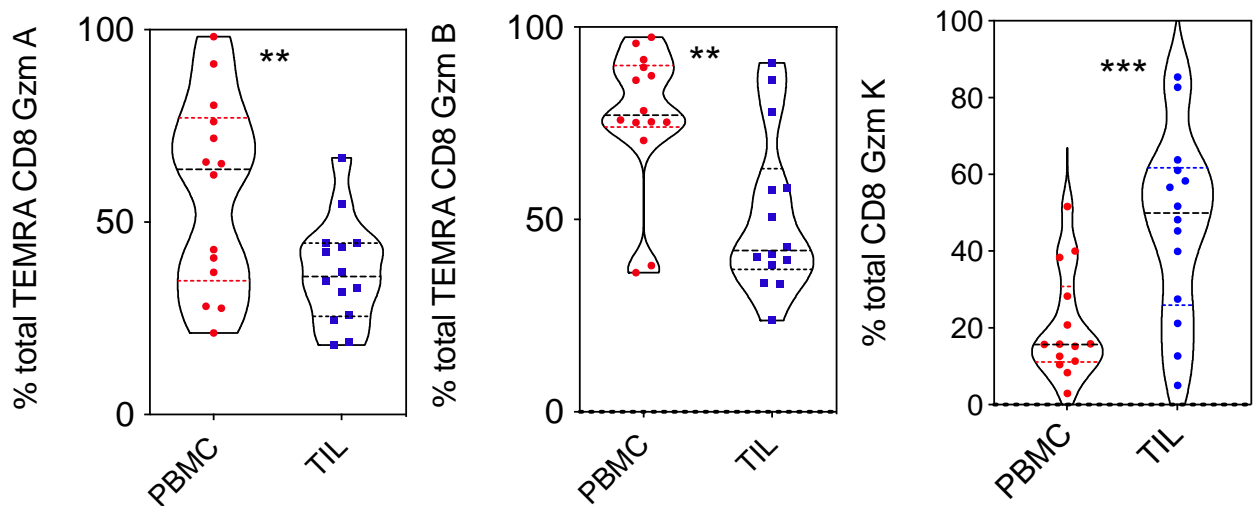 % total TEMRA CD8 Gzm A
100
50
0
**
PBMC
TIL
% total TEMRA CD8 Gzm B
100
50
0
**
PBMC
TIL
% total CD8 Gzm K
100
80
60
40
20
0
***
PBMC
TIL